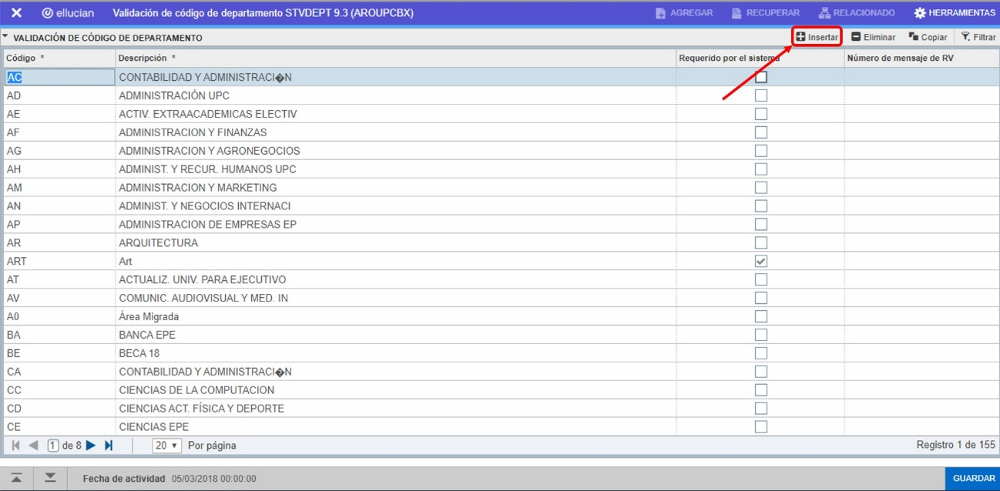 ellucian Validación de código de departamento STVDEPT 9.3 (AROUPCBX) AGREGAR RECUPERAR RELACIONADO HERRAMIENTAS
VALIDACIÓN DE CÓDIGO DE DEPARTAMENTO Insertar Eliminar Copiar Filtrar
Código * Descripción * Requerido por el sistema Número de mensaje de RV
AC CONTABILIDAD Y ADMINISTRACI�N
AD ADMINISTRACIÓN UPC
AE ACTIV. EXTRAACADEMICAS ELECTIV
AF ADMINISTRACION Y FINANZAS
AG ADMINISTRACION Y AGRONEGOCIOS
AH ADMINIST. Y RECUR. HUMANOS UPC
AM ADMINISTRACION Y MARKETING
AN ADMINIST. Y NEGOCIOS INTERNACI
AP ADMINISTRACION DE EMPRESAS EP
AR ARQUITECTURA
ART Art
AT ACTUALIZ. UNIV. PARA EJECUTIVO
AV COMUNIC. AUDIOVISUAL Y MED. IN
A0 Área Migrada
BA BANCA EPE
BE BECA 18
CA CONTABILIDAD Y ADMINISTRACI�N
CC CIENCIAS DE LA COMPUTACION
CD CIENCIAS ACT. FÍSICA Y DEPORTE
CE CIENCIAS EPE
1 de 8 20 Por página Registro 1 de 155
Fecha de actividad 05/03/2018 00:00:00 GUARDAR